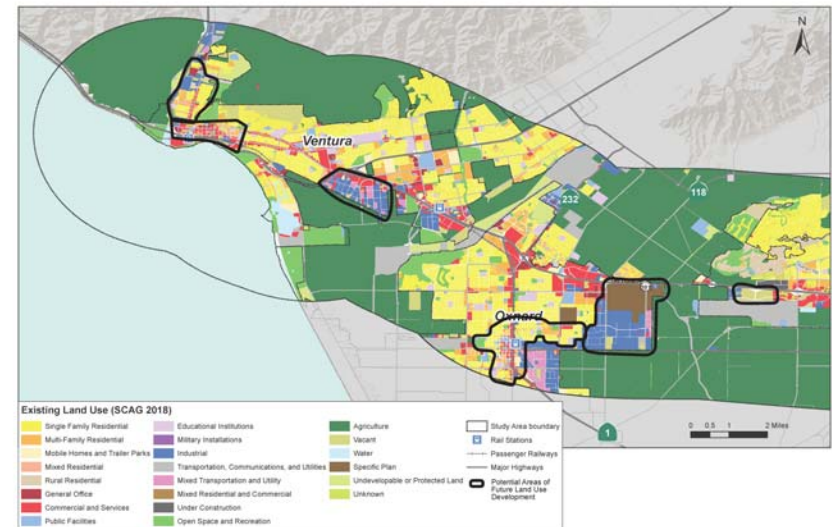 N
Ventura
232
118
Oxnard
1
0 0.5 1 2 Miles
Existing Land Use (SCAG 2018)
Single Family Residential
Multi-Family Residential
Mobile Homes and Trailer Parks
Mixed Residential
Rural Residential
General Office
Commercial and Services
Public Facilities
Educational Institutions
Military Installations
Industrial
Transportation, Communications, and Utilities
Mixed Transportation and Utility
Mixed Residential and Commercial
Under Construction
Open Space and Recreation
Agriculture
Vacant
Water
Specific Plan
Undevelopable or Protected Land
Unknown
Study Area boundary
Rail Stations
Passenger Railways
Major Highways
Potential Areas of
Future Land Use
Development